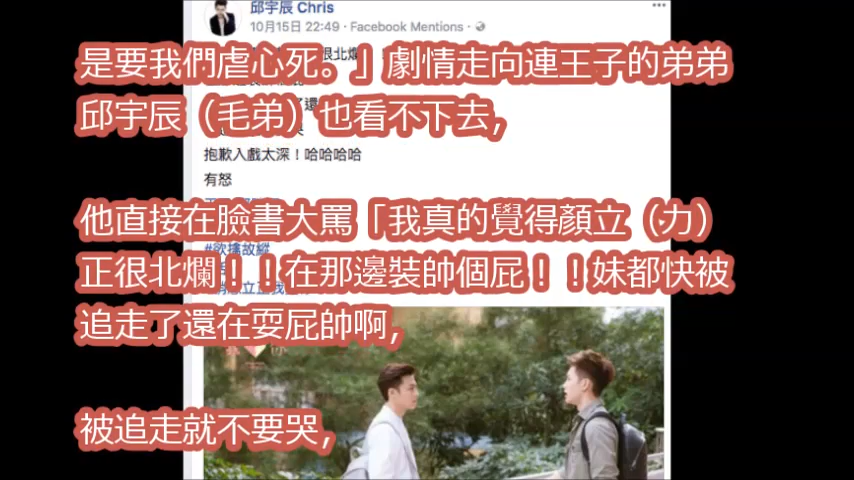 邱宇辰 Chris
10月15日 22:49 · Facebook Mentions ·
是要我們虐心死。」劇情走向連王子的弟弟
邱宇辰（毛弟）也看不下去，
抱歉入戲太深！哈哈哈哈
有怒
他直接在臉書大罵「我真的覺得顏立（力）
#欲擒故縱
正很北爛！！在那邊裝帥個屁！！妹都快被
追走了還在耍屁帥啊，
被追走就不要哭，